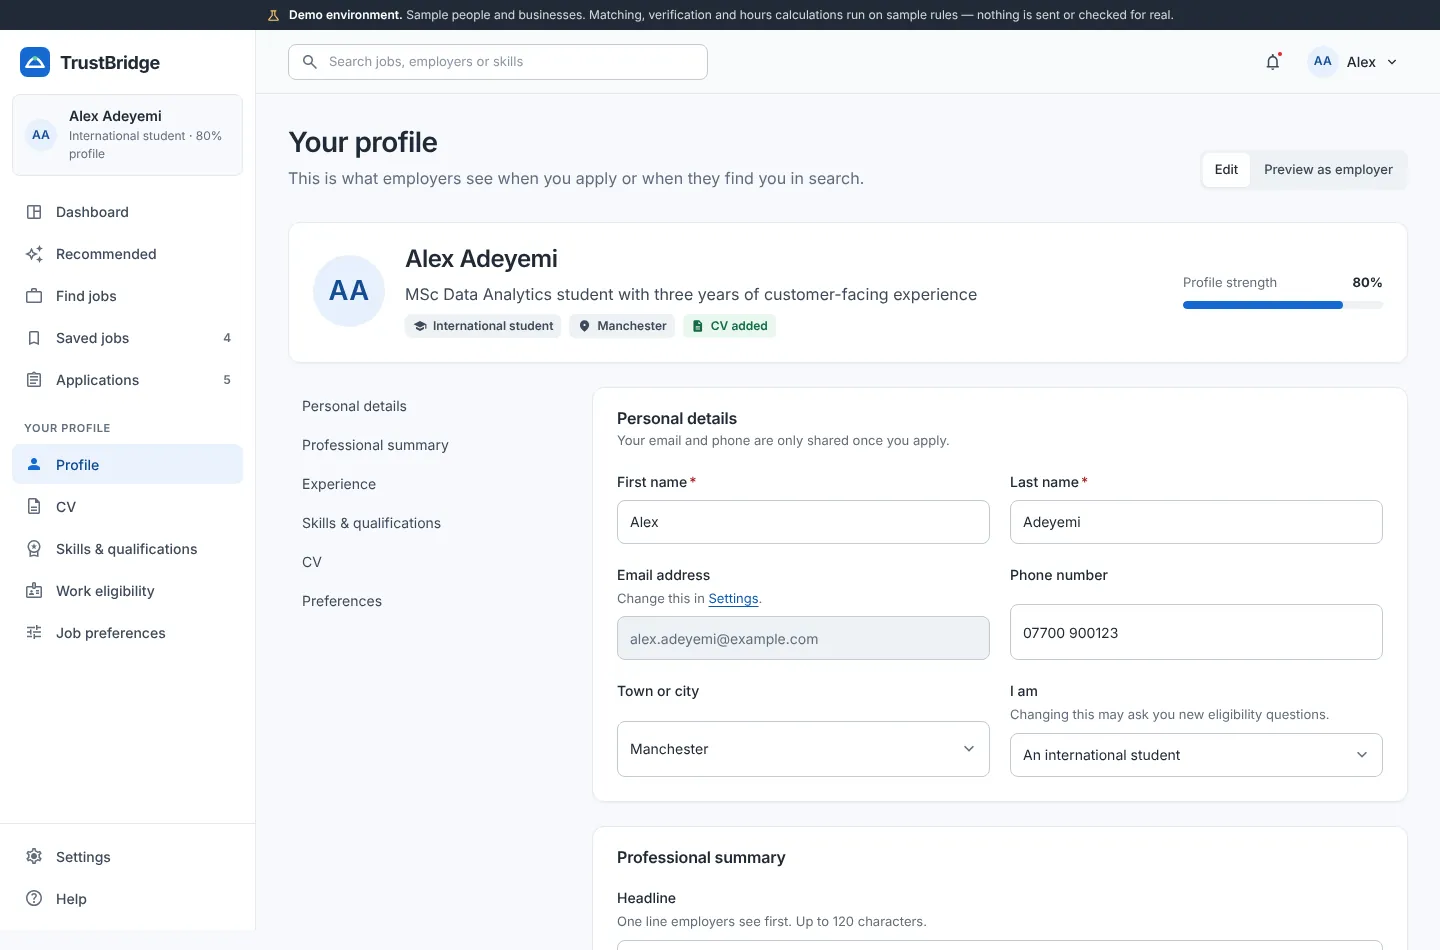 Demo environment. Sample people and businesses. Matching, verification and hours calculations run on sample rules — nothing is sent or checked for real.
TrustBridge
Search jobs, employers or skills
AA
Alex
AA
Alex Adeyemi
International student · 80%
profile
Dashboard
Recommended
Find jobs
Saved jobs 4
Applications 5
YOUR PROFILE
Profile
CV
Skills & qualifications
Work eligibility
Job preferences
Settings
Help
Your profile
This is what employers see when you apply or when they find you in search.
Edit
Preview as employer
AA
Alex Adeyemi
MSc Data Analytics student with three years of customer-facing experience
International student
Manchester
CV added
Profile strength 80%
Personal details
Professional summary
Experience
Skills & qualifications
CV
Preferences
Personal details
Your email and phone are only shared once you apply.
First name*
Alex
Last name*
Adeyemi
Email address
Change this in Settings.
alex.adeyemi@example.com
Phone number
07700 900123
Town or city
Manchester
I am
Changing this may ask you new eligibility questions.
An international student
Professional summary
Headline
One line employers see first. Up to 120 characters.